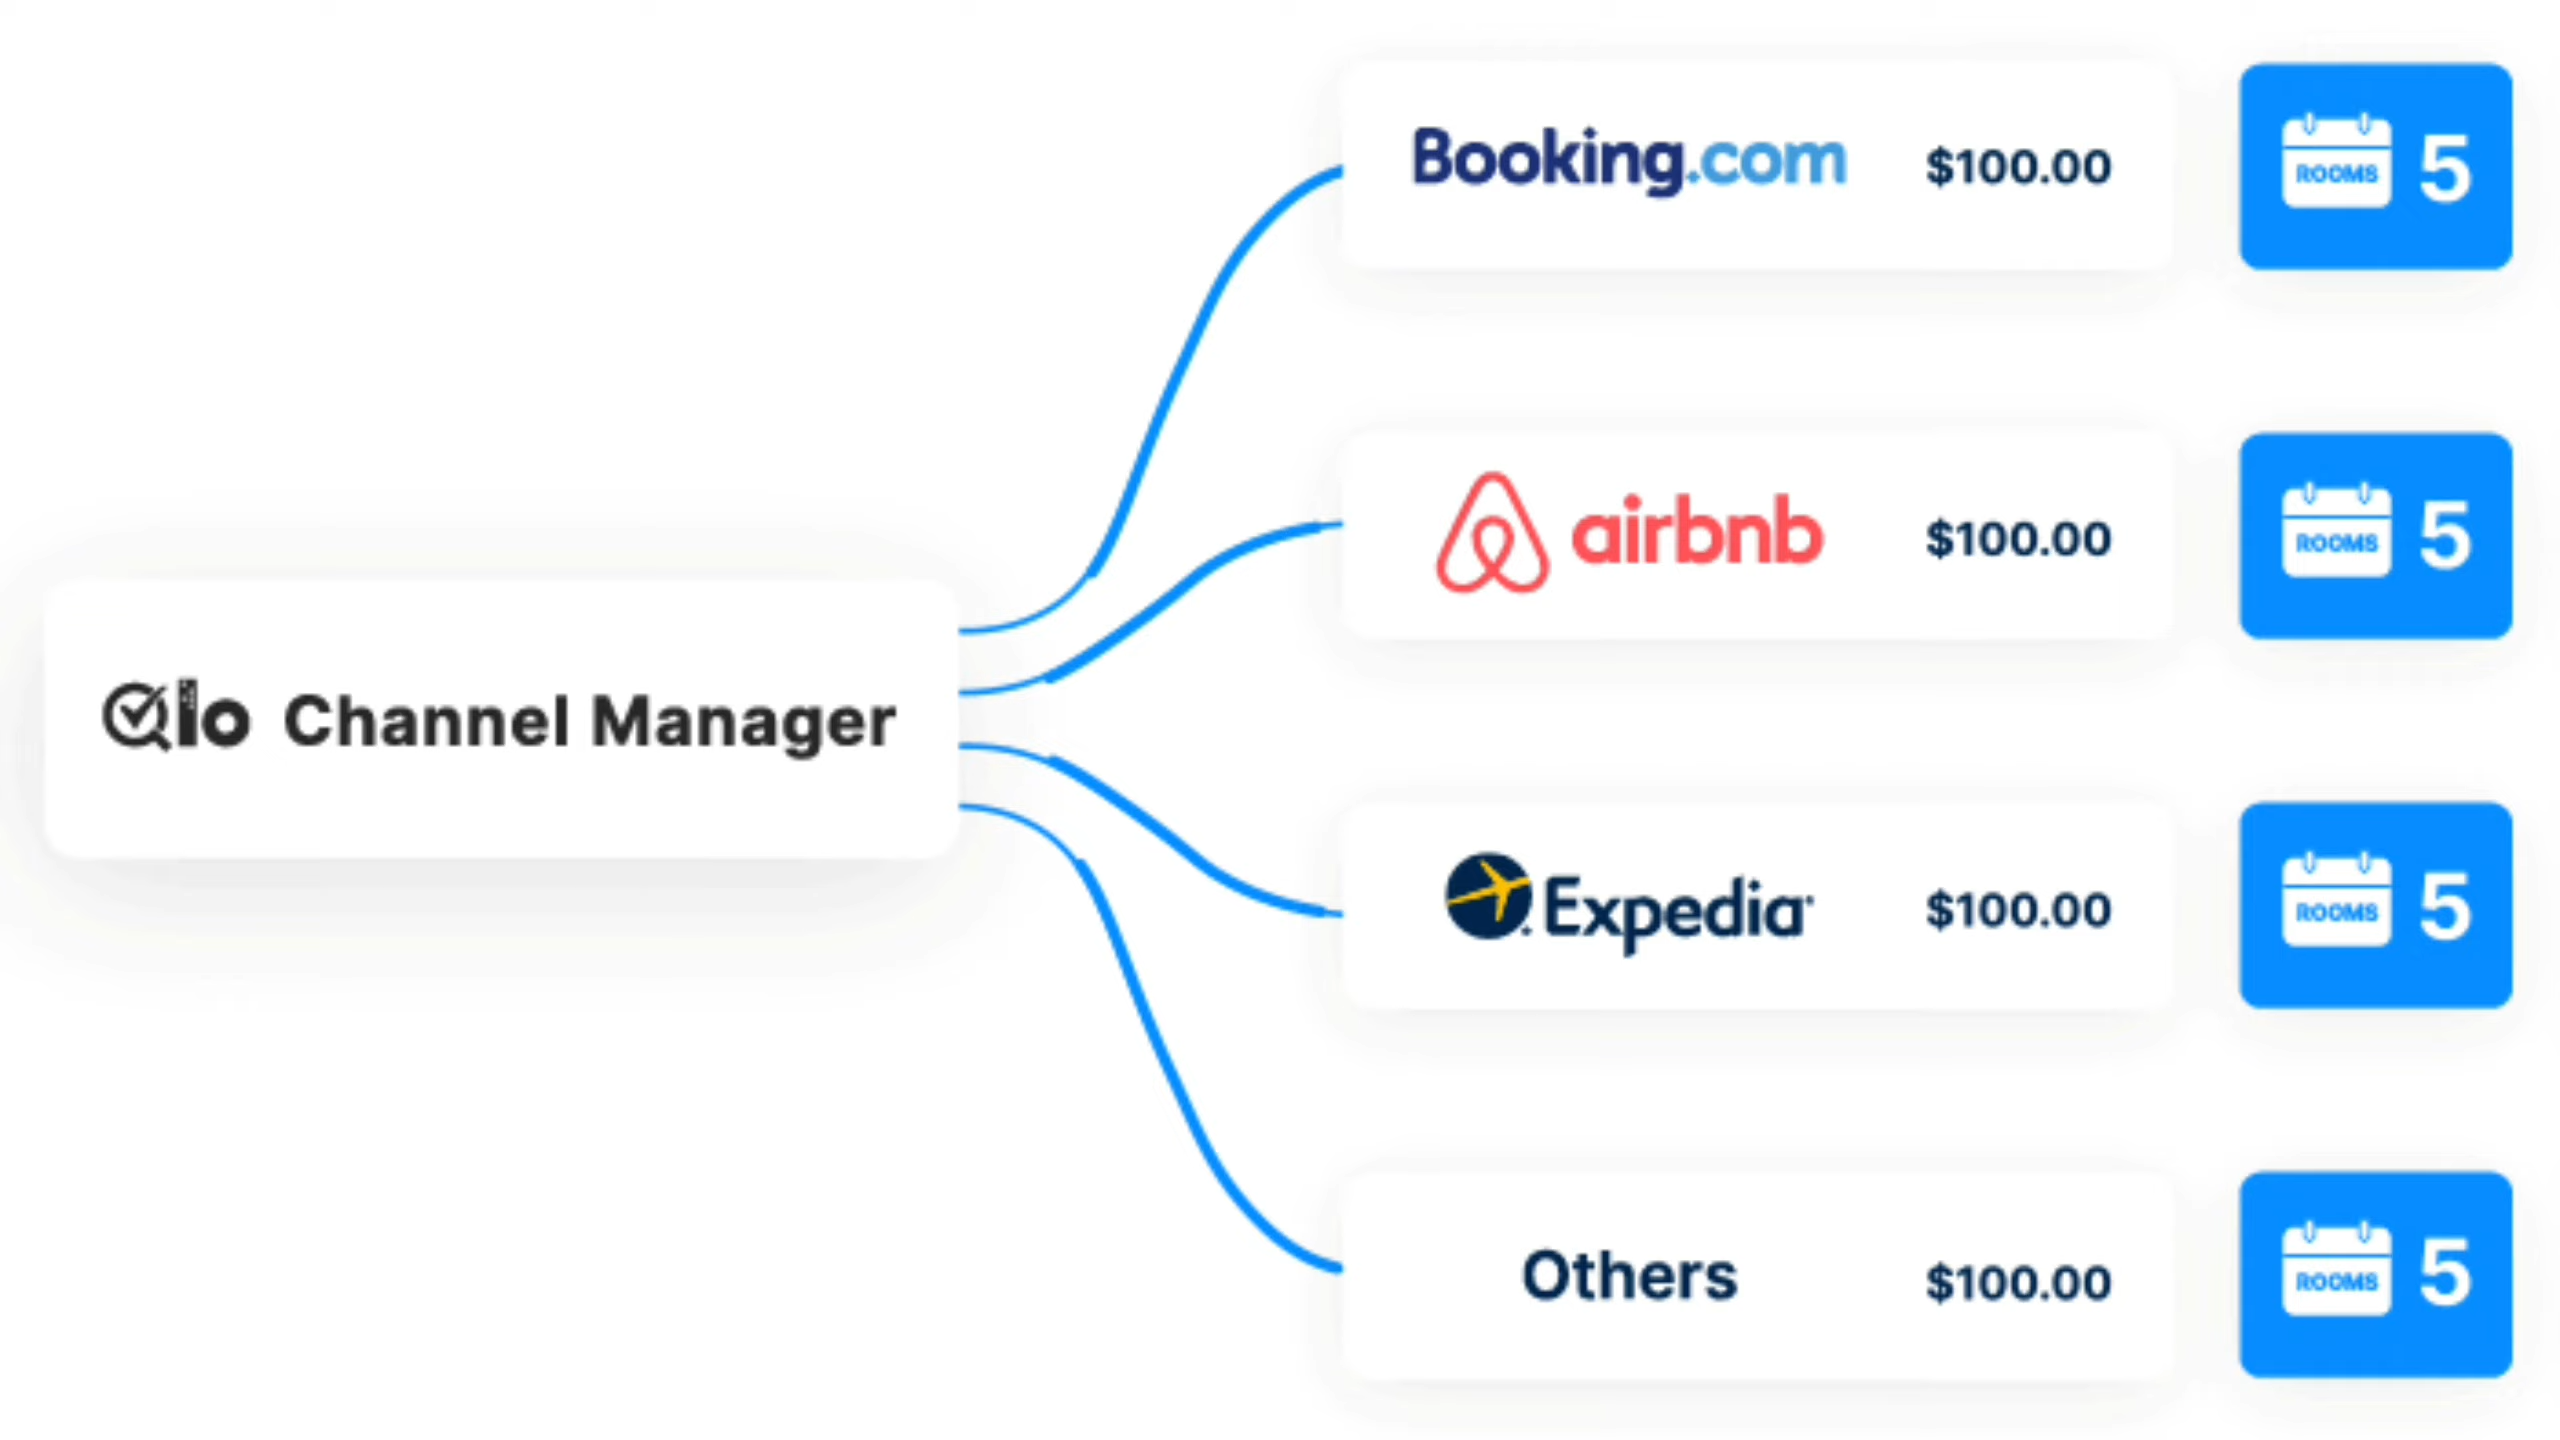 Booking.com $100.00 ROOMS 5
airbnb $100.00 ROOMS 5
Qlo Channel Manager
Expedia $100.00 ROOMS 5
Others $100.00 ROOMS 5